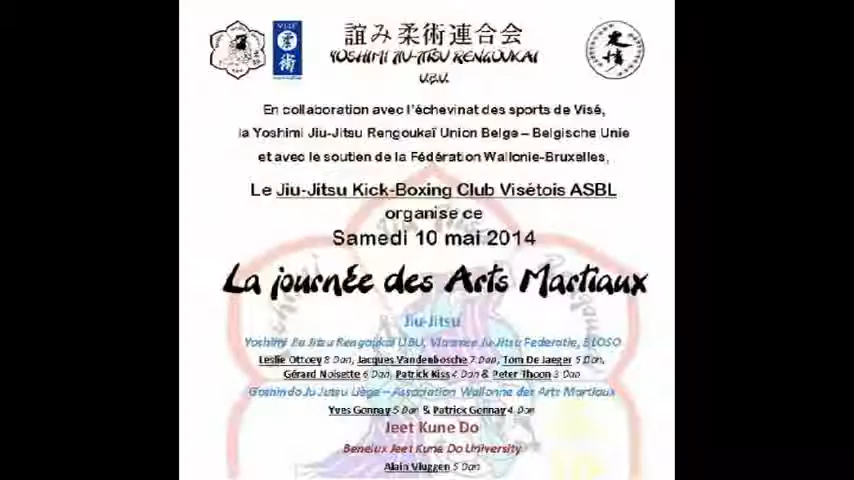 誼み柔術連合会
YOSHIMI JIU-JITSU RENGOUKAI
U.B.U.
VISE
柔術
En collaboration avec l'échevinat des sports de Visé,
la Yoshimi Jiu-Jitsu Rengoukaï Union Belge – Belgische Unie
et avec le soutien de la Fédération Wallonie-Bruxelles,
Le Jiu-Jitsu Kick-Boxing Club Visétois ASBL
organise ce
Samedi 10 mai 2014
La journée des Arts Martiaux
Jiu-Jitsu
Yoshimi Jiu Jitsu Rengoukaï UBU, Vlaamse Ju-Jitsu Federatie, BLOSO
Leslie Ottoey 8 Dan, Jacques Vandenbosche 7 Dan, Tom De Jaeger 5 Dan,
Gérard Noisette 6 Dan, Patrick Kiss 4 Dan & Peter Thoon 3 Dan
Goshindo Ju Jutsu Liège – Association Wallonne des Arts Martiaux
Yves Gonnay 5 Dan & Patrick Gonnay 4 Dan
Jeet Kune Do
Benelux Jeet Kune Do University
Alain Vluggen 5 Dan